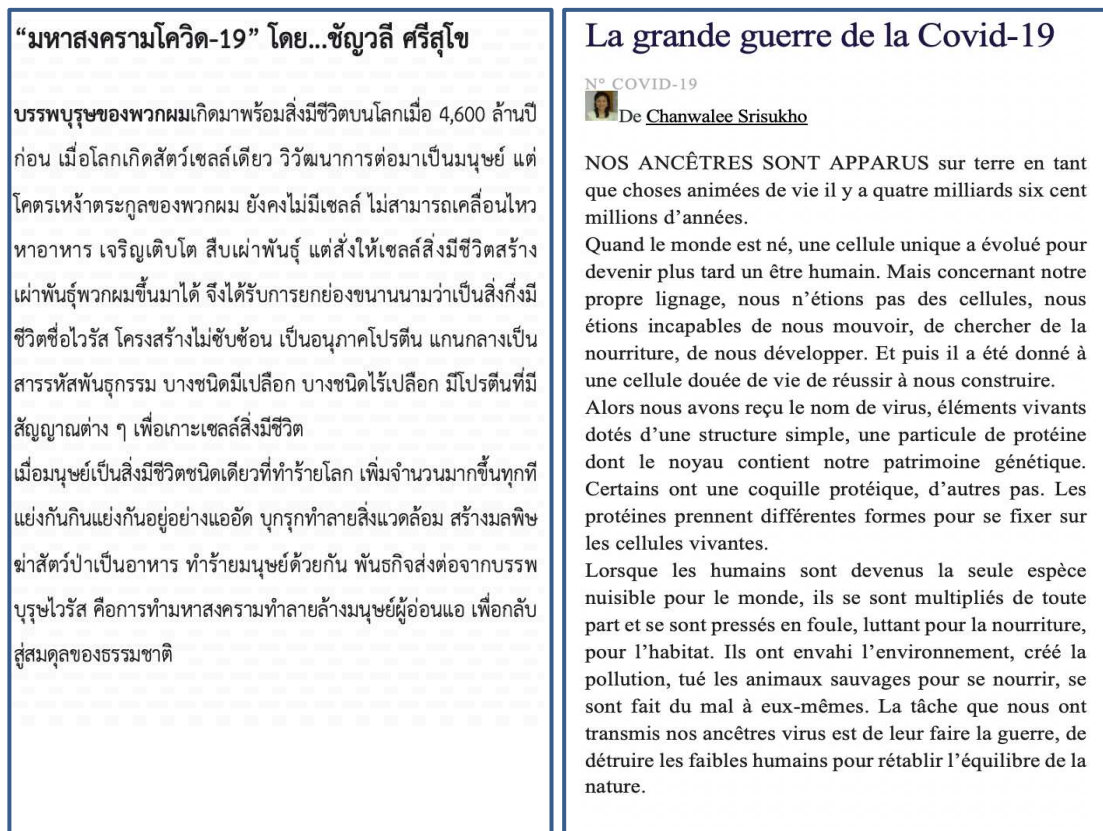 “มหาสงครามโควิด-19” โดย...ชัญวลี ศรีสุโข
บรรพบุรุษของพวกผมเกิดมาพร้อมสิ่งมีชีวิตบนโลกเมื่อ 4,600 ล้านปี
ก่อน เมื่อโลกเกิดสัตว์เซลล์เดียว วิวัฒนาการต่อมาเป็นมนุษย์ แต่
โคตรเหง้าตระกูลของพวกผม ยังคงไม่มีเซลล์ ไม่สามารถเคลื่อนไหว
หาอาหาร เจริญเติบโต สืบเผ่าพันธุ์ แต่สั่งให้เซลล์สิ่งมีชีวิตสร้าง
เผ่าพันธุ์พวกผมขึ้นมาได้ จึงได้รับการยกย่องขนานนามว่าเป็นสิ่งกึ่งมี
ชีวิตชื่อไวรัส โครงสร้างไม่ซับซ้อน เป็นอนุภาคโปรตีน แกนกลางเป็น
สารรหัสพันธุกรรม บางชนิดมีเปลือก บางชนิดไร้เปลือก มีโปรตีนที่มี
สัญญาณต่าง ๆ เพื่อเกาะเซลล์สิ่งมีชีวิต
เมื่อมนุษย์เป็นสิ่งมีชีวิตชนิดเดียวที่ทำร้ายโลก เพิ่มจำนวนมากขึ้นทุกที
แย่งกันกินแย่งกันอยู่อย่างแออัด บุกรุกทำลายสิ่งแวดล้อม สร้างมลพิษ
ฆ่าสัตว์ป่าเป็นอาหาร ทำร้ายมนุษย์ด้วยกัน พันธกิจส่งต่อจากบรรพ
บุรุษไวรัส คือการทำมหาสงครามทำลายล้างมนุษย์ผู้อ่อนแอ เพื่อกลับ
สู่สมดุลของธรรมชาติ
La grande guerre de la Covid-19
N° COVID-19
De Chanwalee Srisukho
NOS ANCÊTRES SONT APPARUS sur terre en tant
que choses animées de vie il y a quatre milliards six cent
millions d’années.
Quand le monde est né, une cellule unique a évolué pour
devenir plus tard un être humain. Mais concernant notre
propre lignage, nous n’étions pas des cellules, nous
étions incapables de nous mouvoir, de chercher de la
nourriture, de nous développer. Et puis il a été donné à
une cellule douée de vie de réussir à nous construire.
Alors nous avons reçu le nom de virus, éléments vivants
dotés d’une structure simple, une particule de protéine
dont le noyau contient notre patrimoine génétique.
Certains ont une coquille protéique, d’autres pas. Les
protéines prennent différentes formes pour se fixer sur
les cellules vivantes.
Lorsque les humains sont devenus la seule espèce
nuisible pour le monde, ils se sont multipliés de toute
part et se sont pressés en foule, luttant pour la nourriture,
pour l’habitat. Ils ont envahi l’environnement, créé la
pollution, tué les animaux sauvages pour se nourrir, se
sont fait du mal à eux-mêmes. La tâche que nous ont
transmis nos ancêtres virus est de leur faire la guerre, de
détruire les faibles humains pour rétablir l’équilibre de la
nature.